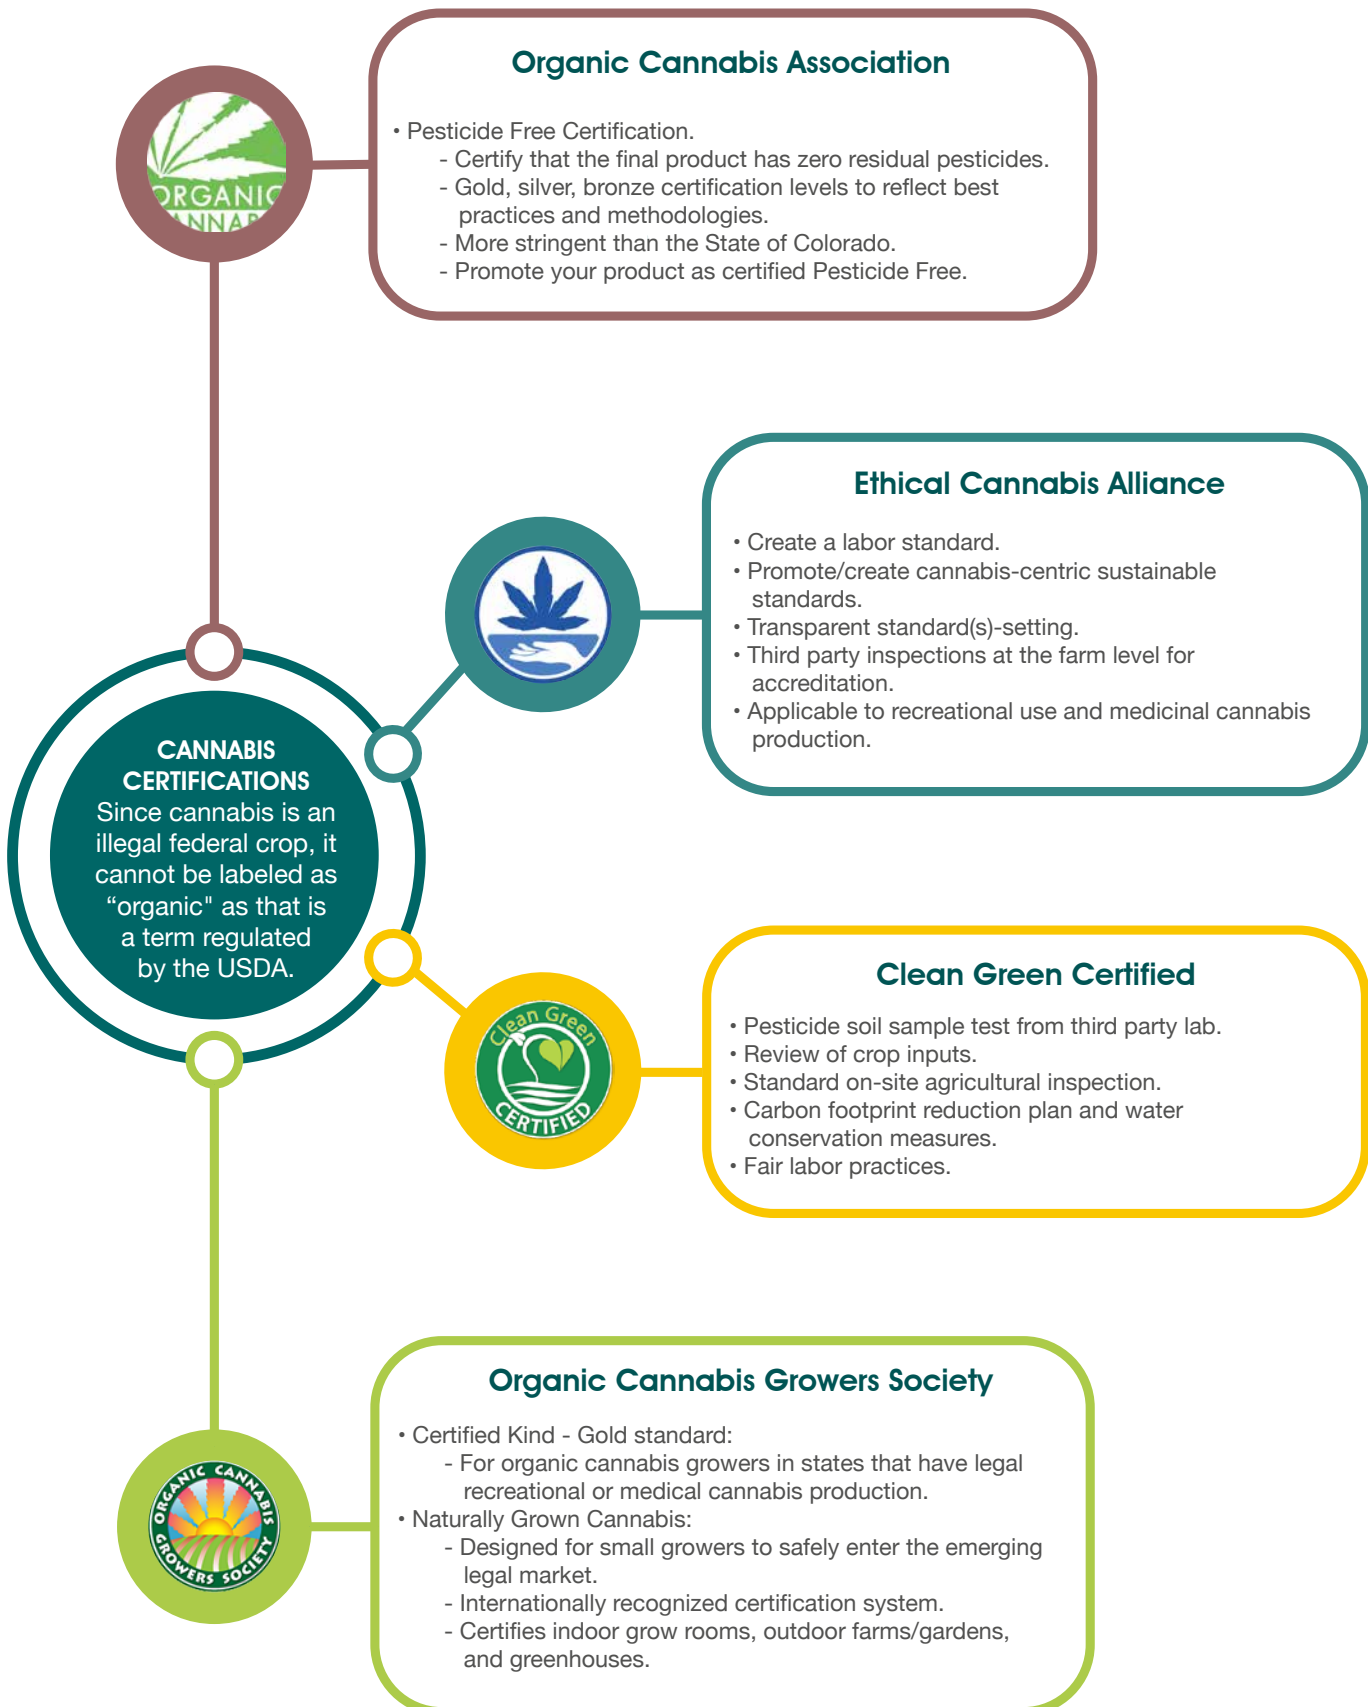 Organic Cannabis Association
• Pesticide Free Certification.
- Certify that the final product has zero residual pesticides.
- Gold, silver, bronze certification levels to reflect best
practices and methodologies.
- More stringent than the State of Colorado.
- Promote your product as certified Pesticide Free.
ORGANIC
Ethical Cannabis Alliance
• Create a labor standard.
• Promote/create cannabis-centric sustainable
standards.
• Transparent standard(s)-setting.
• Third party inspections at the farm level for
accreditation.
• Applicable to recreational use and medicinal cannabis
production.
CANNABIS
CERTIFICATIONS
Since cannabis is an
illegal federal crop, it
cannot be labeled as
“organic" as that is
a term regulated
by the USDA.
Clean Green Certified
• Pesticide soil sample test from third party lab.
• Review of crop inputs.
• Standard on-site agricultural inspection.
• Carbon footprint reduction plan and water
conservation measures.
• Fair labor practices.
Clean Green
CERTIFIED
Organic Cannabis Growers Society
• Certified Kind - Gold standard:
- For organic cannabis growers in states that have legal
recreational or medical cannabis production.
• Naturally Grown Cannabis:
- Designed for small growers to safely enter the emerging
legal market.
- Internationally recognized certification system.
- Certifies indoor grow rooms, outdoor farms/gardens,
and greenhouses.
ORGANIC CANNABIS
GROWERS SOCIETY